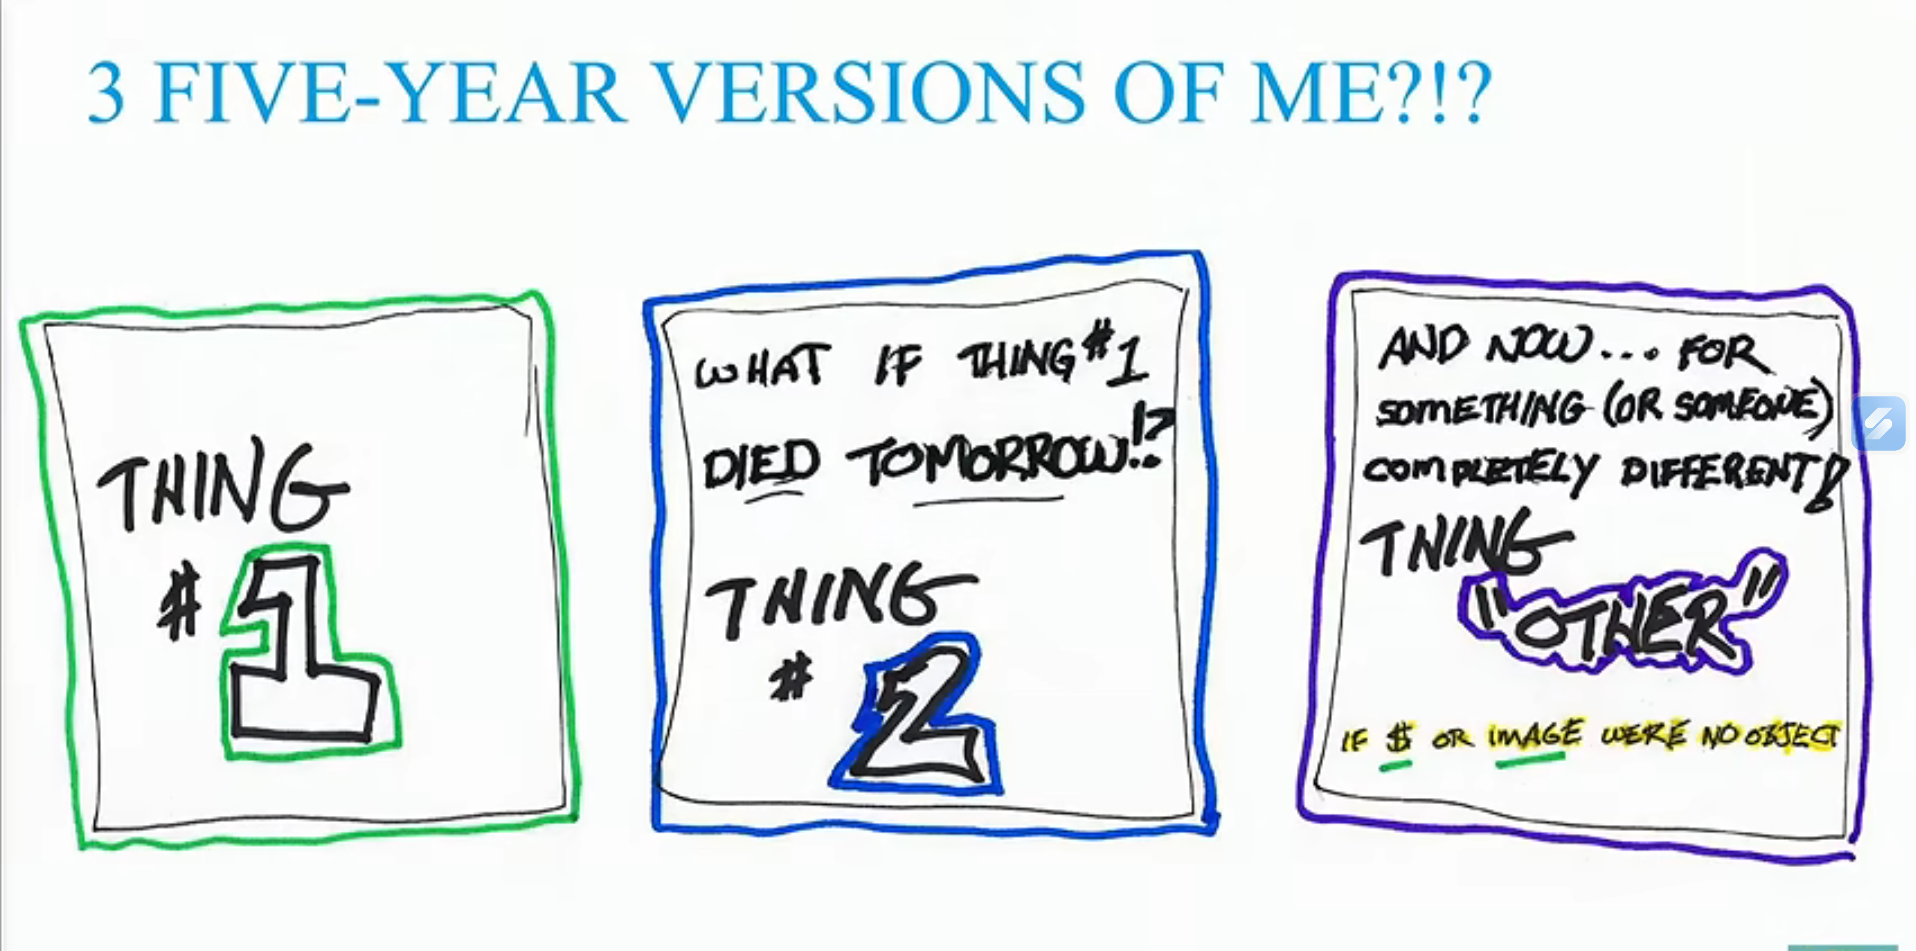 3 FIVE-YEAR VERSIONS OF ME?!?
THING
#1
WHAT IF THING #1
DIED TOMORROW!?
THING
#2
AND NOW... FOR
SOMETHING (OR SOMEONE)
COMPLETELY DIFFERENT!
THING
"OTHER"
IF $ OR IMAGE WERE NO OBJECT